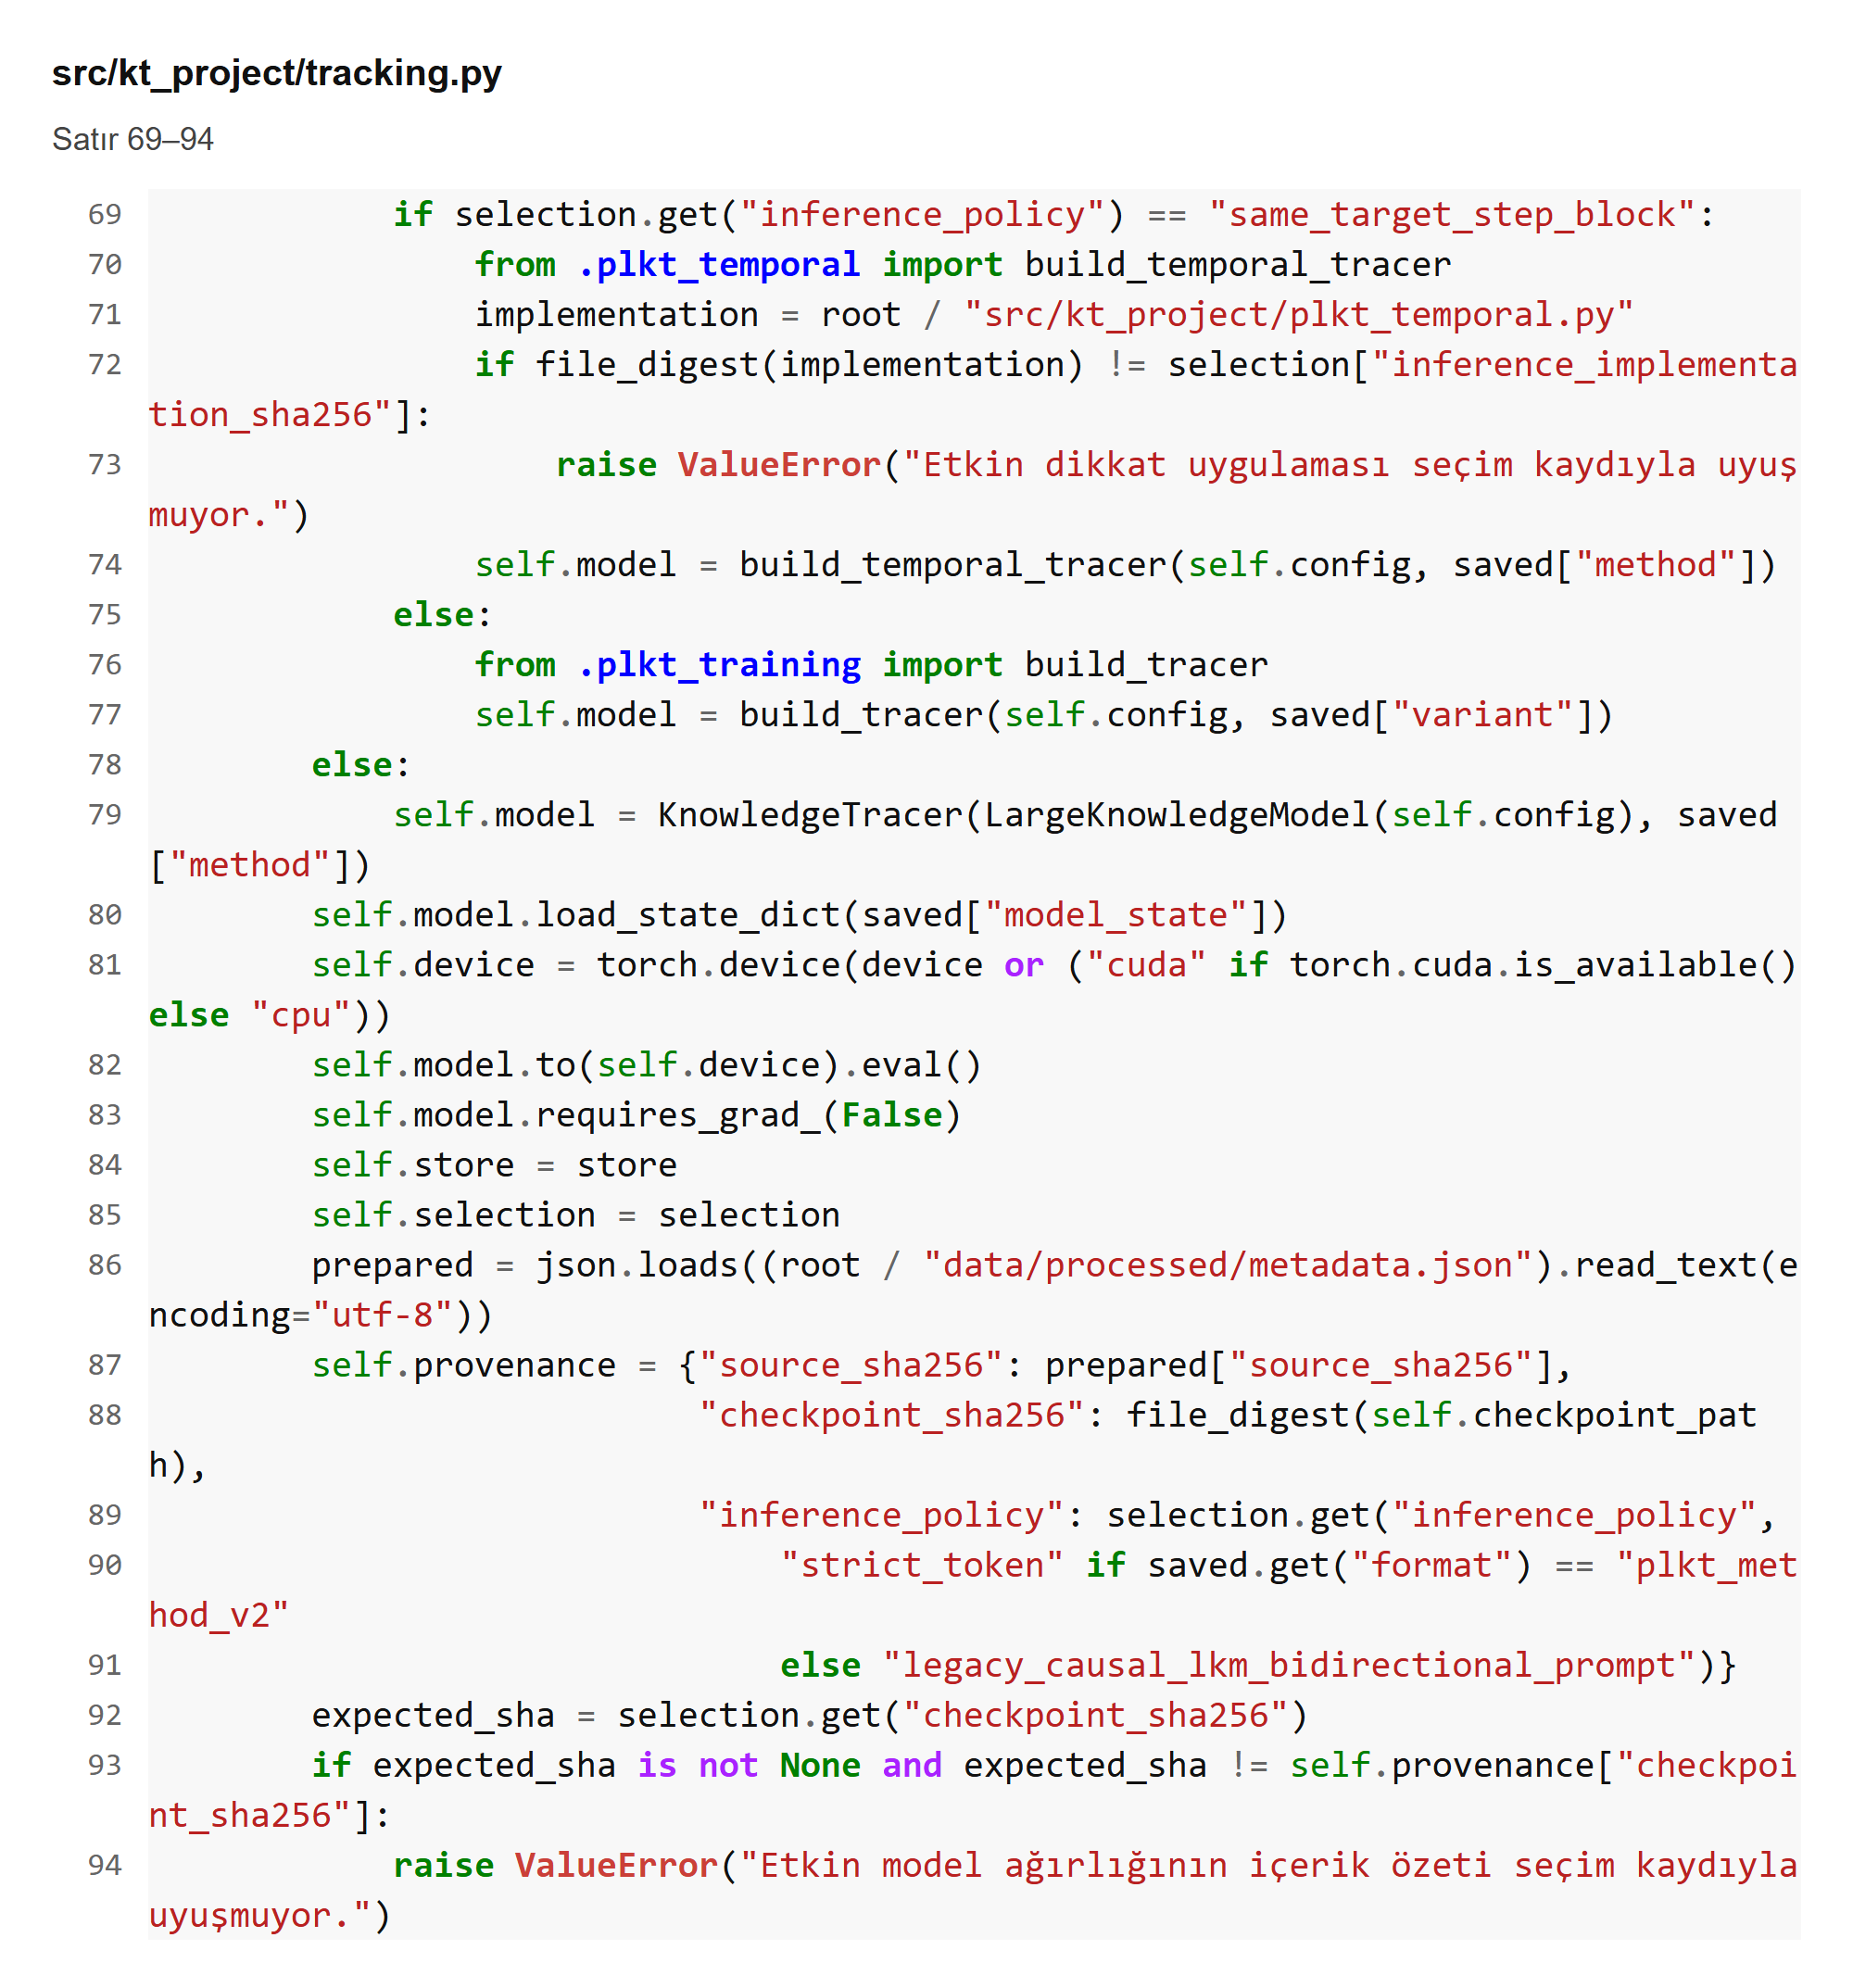 src/kt_project/tracking.py
Satır 69–94
69 if selection.get("inference_policy") == "same_target_step_block":
70 from .plkt_temporal import build_temporal_tracer
71 implementation = root / "src/kt_project/plkt_temporal.py"
72 if file_digest(implementation) != selection["inference_implementa
tion_sha256"]:
73 raise ValueError("Etkin dikkat uygulaması seçim kaydıyla uyuş
muyor.")
74 self.model = build_temporal_tracer(self.config, saved["method"])
75 else:
76 from .plkt_training import build_tracer
77 self.model = build_tracer(self.config, saved["variant"])
78 else:
79 self.model = KnowledgeTracer(LargeKnowledgeModel(self.config), saved
["method"])
80 self.model.load_state_dict(saved["model_state"])
81 self.device = torch.device(device or ("cuda" if torch.cuda.is_available()
else "cpu"))
82 self.model.to(self.device).eval()
83 self.model.requires_grad_(False)
84 self.store = store
85 self.selection = selection
86 prepared = json.loads((root / "data/processed/metadata.json").read_text(e
ncoding="utf-8"))
87 self.provenance = {"source_sha256": prepared["source_sha256"],
88 "checkpoint_sha256": file_digest(self.checkpoint_pat
h),
89 "inference_policy": selection.get("inference_policy",
90 "strict_token" if saved.get("format") == "plkt_met
hod_v2"
91 else "legacy_causal_lkm_bidirectional_prompt")}
92 expected_sha = selection.get("checkpoint_sha256")
93 if expected_sha is not None and expected_sha != self.provenance["checkpoi
nt_sha256"]:
94 raise ValueError("Etkin model ağırlığının içerik özeti seçim kaydıyla
uyuşmuyor.")